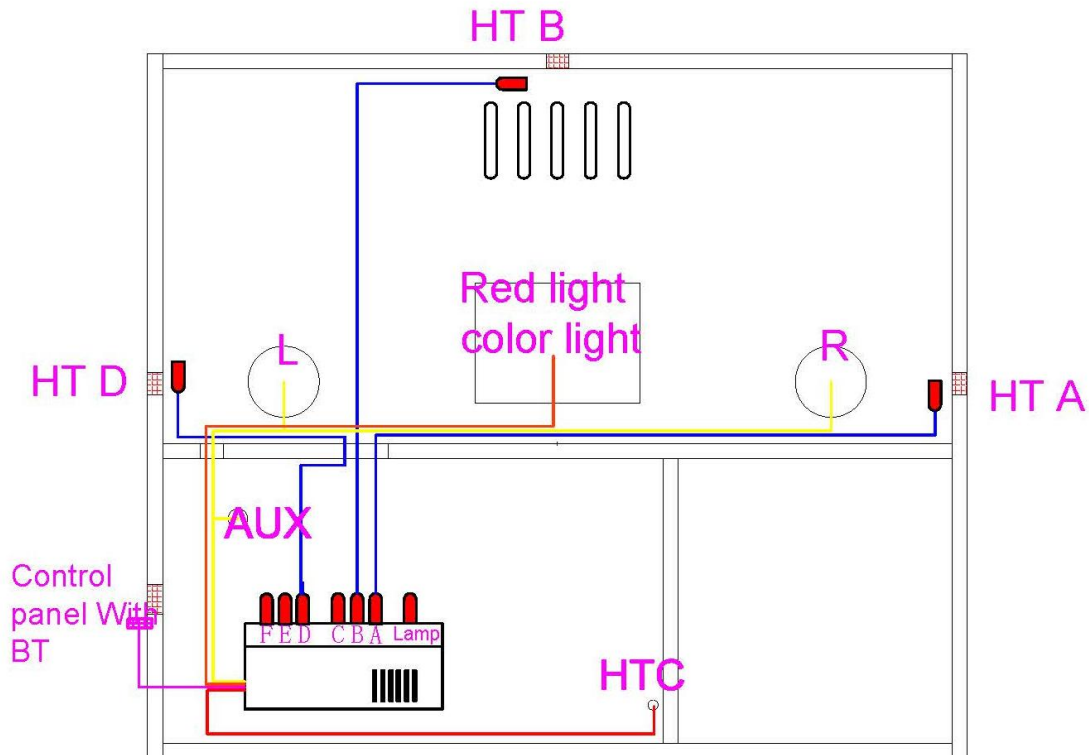 HT B
Red light
color light
L
R
HT D
HT A
AUX
Control
panel With
BT
F E D C B A Lamp
HTC